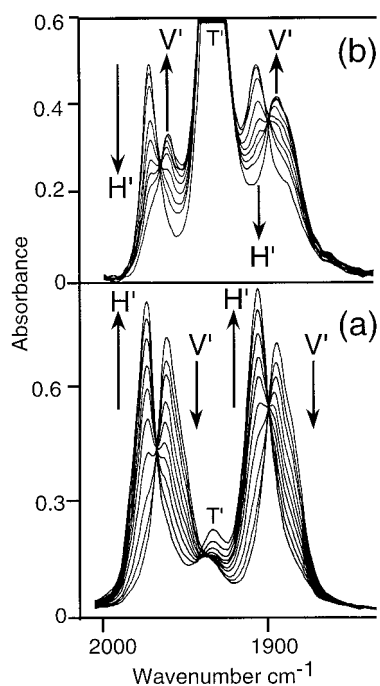 0.6
V'
T'
V'
(b)
0.4
H'
0.2
H'
0
Absorbance
H'
H'
(a)
V'
V'
0.6
0.3
T'
0
2000
1900
Wavenumber cm-1